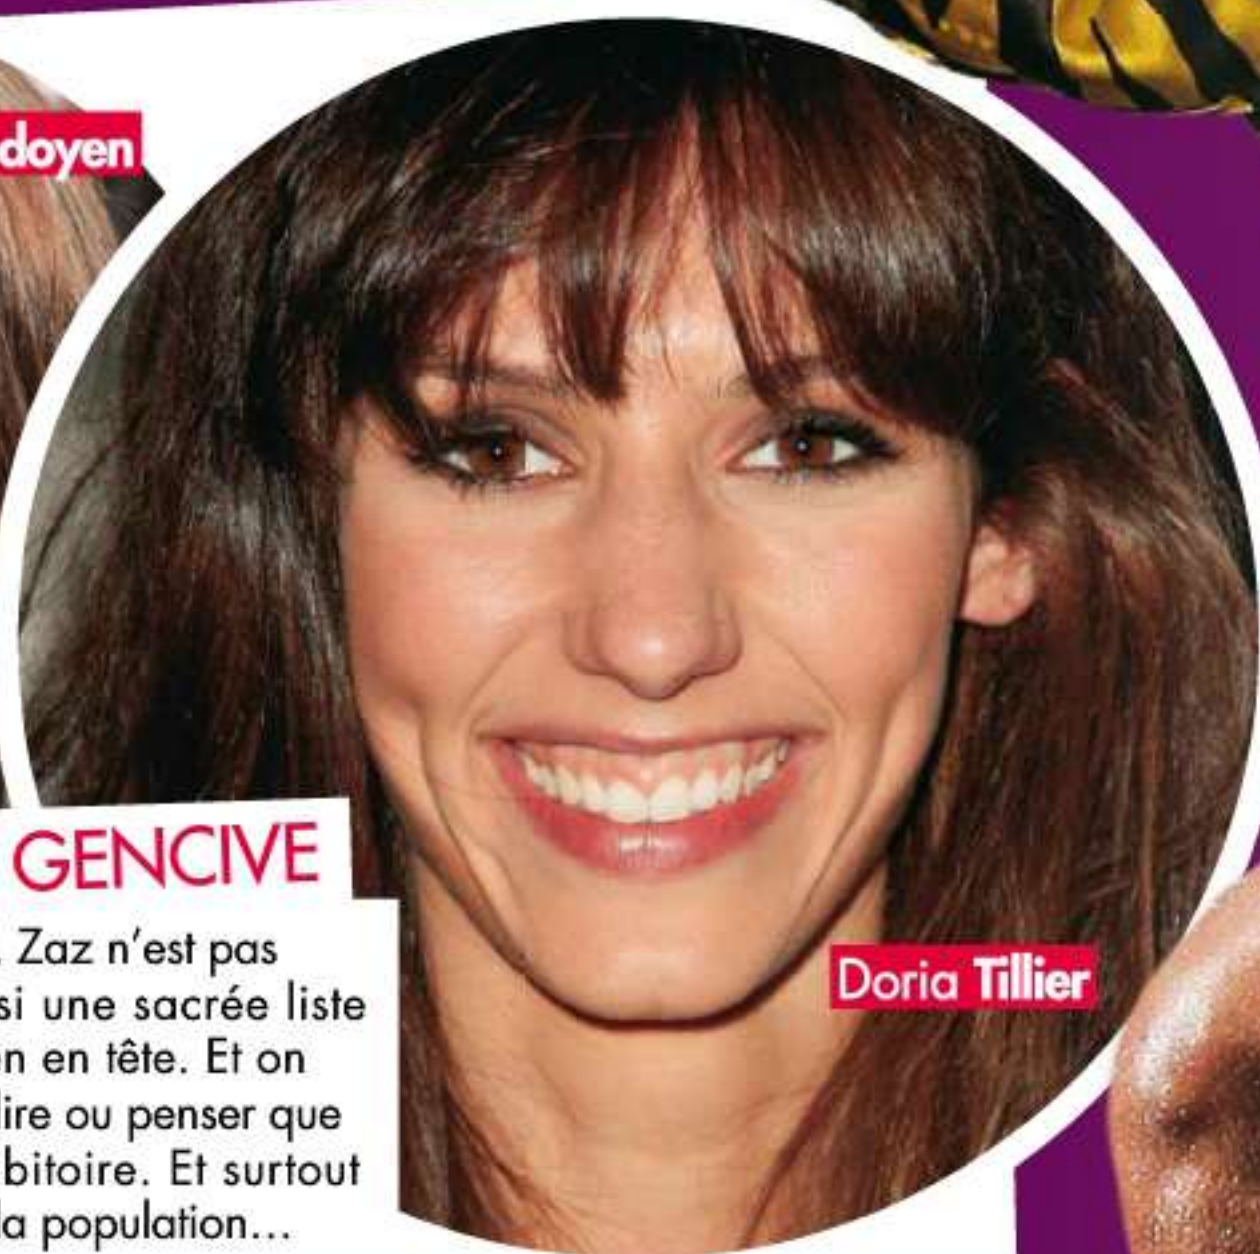 doyen
GENCIVE
. Zaz n'est pas
si une sacrée liste
n en tête. Et on
ire ou penser que
bitoire. Et surtout
la population...
Doria Tillier